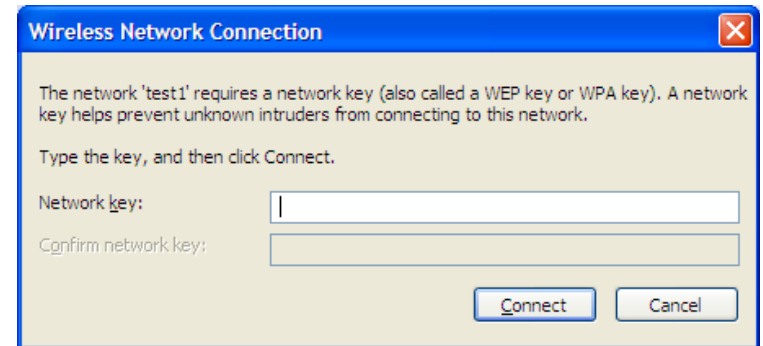 Wireless Network Connection
The network 'test1' requires a network key (also called a WEP key or WPA key). A network
key helps prevent unknown intruders from connecting to this network.
Type the key, and then click Connect.
Network key:
Confirm network key:
Connect Cancel